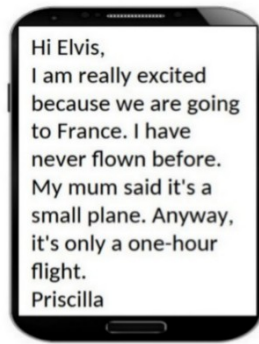 Hi Elvis,
I am really excited
because we are going
to France. I have
never flown before.
My mum said it's a
small plane. Anyway,
it's only a one-hour
flight.
Priscilla